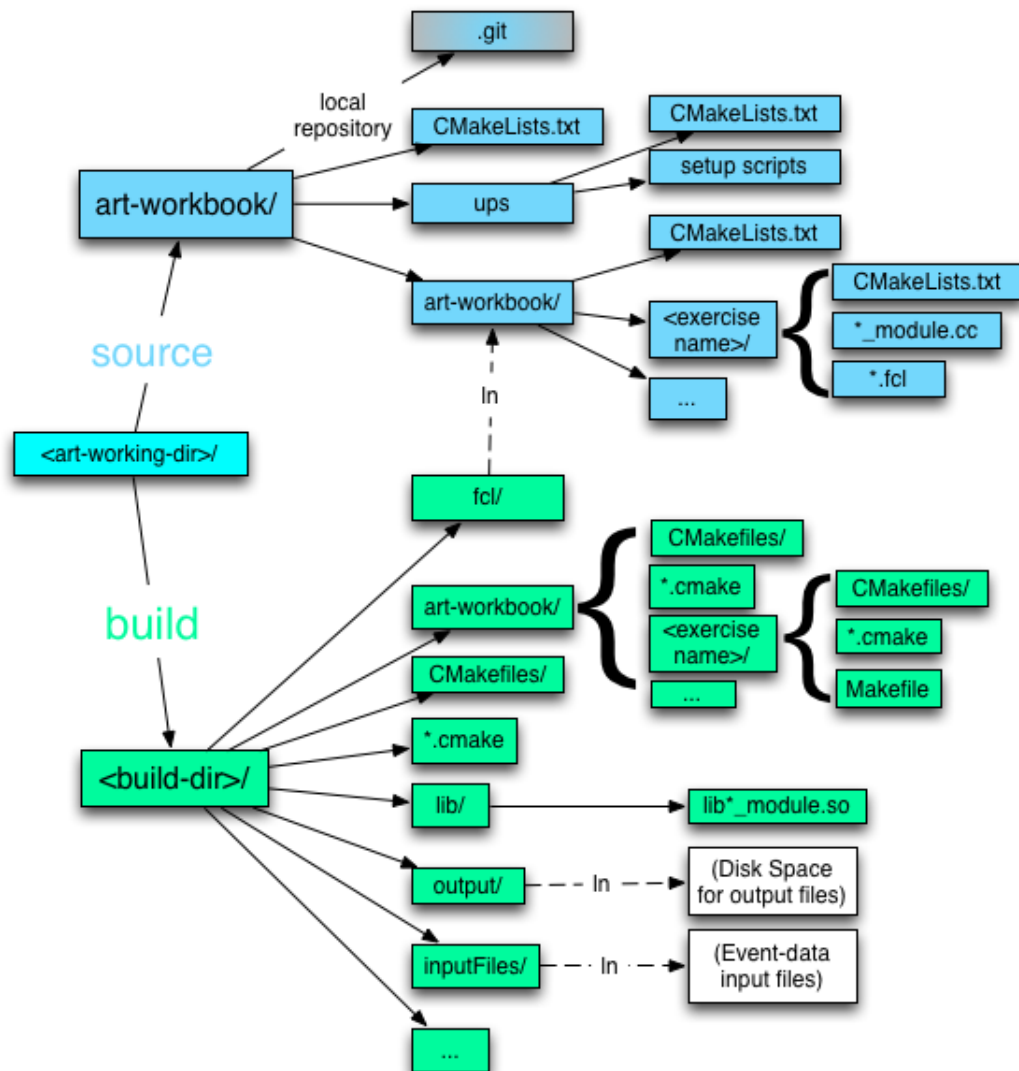 .git
local
repository
CMakeLists.txt
CMakeLists.txt
setup scripts
art-workbook/
ups
CMakeLists.txt
CMakeLists.txt
art-workbook/
<exercise
name>/
*_module.cc
source
...
*.fcl
ln
<art-working-dir>/
fcl/
CMakefiles/
*.cmake
CMakefiles/
art-workbook/
build
<exercise
name>/
*.cmake
CMakefiles/
...
Makefile
*.cmake
<build-dir>/
lib/
lib*_module.so
(Disk Space
for output files)
output/
ln
(Event-data
input files)
inputFiles/
ln
...